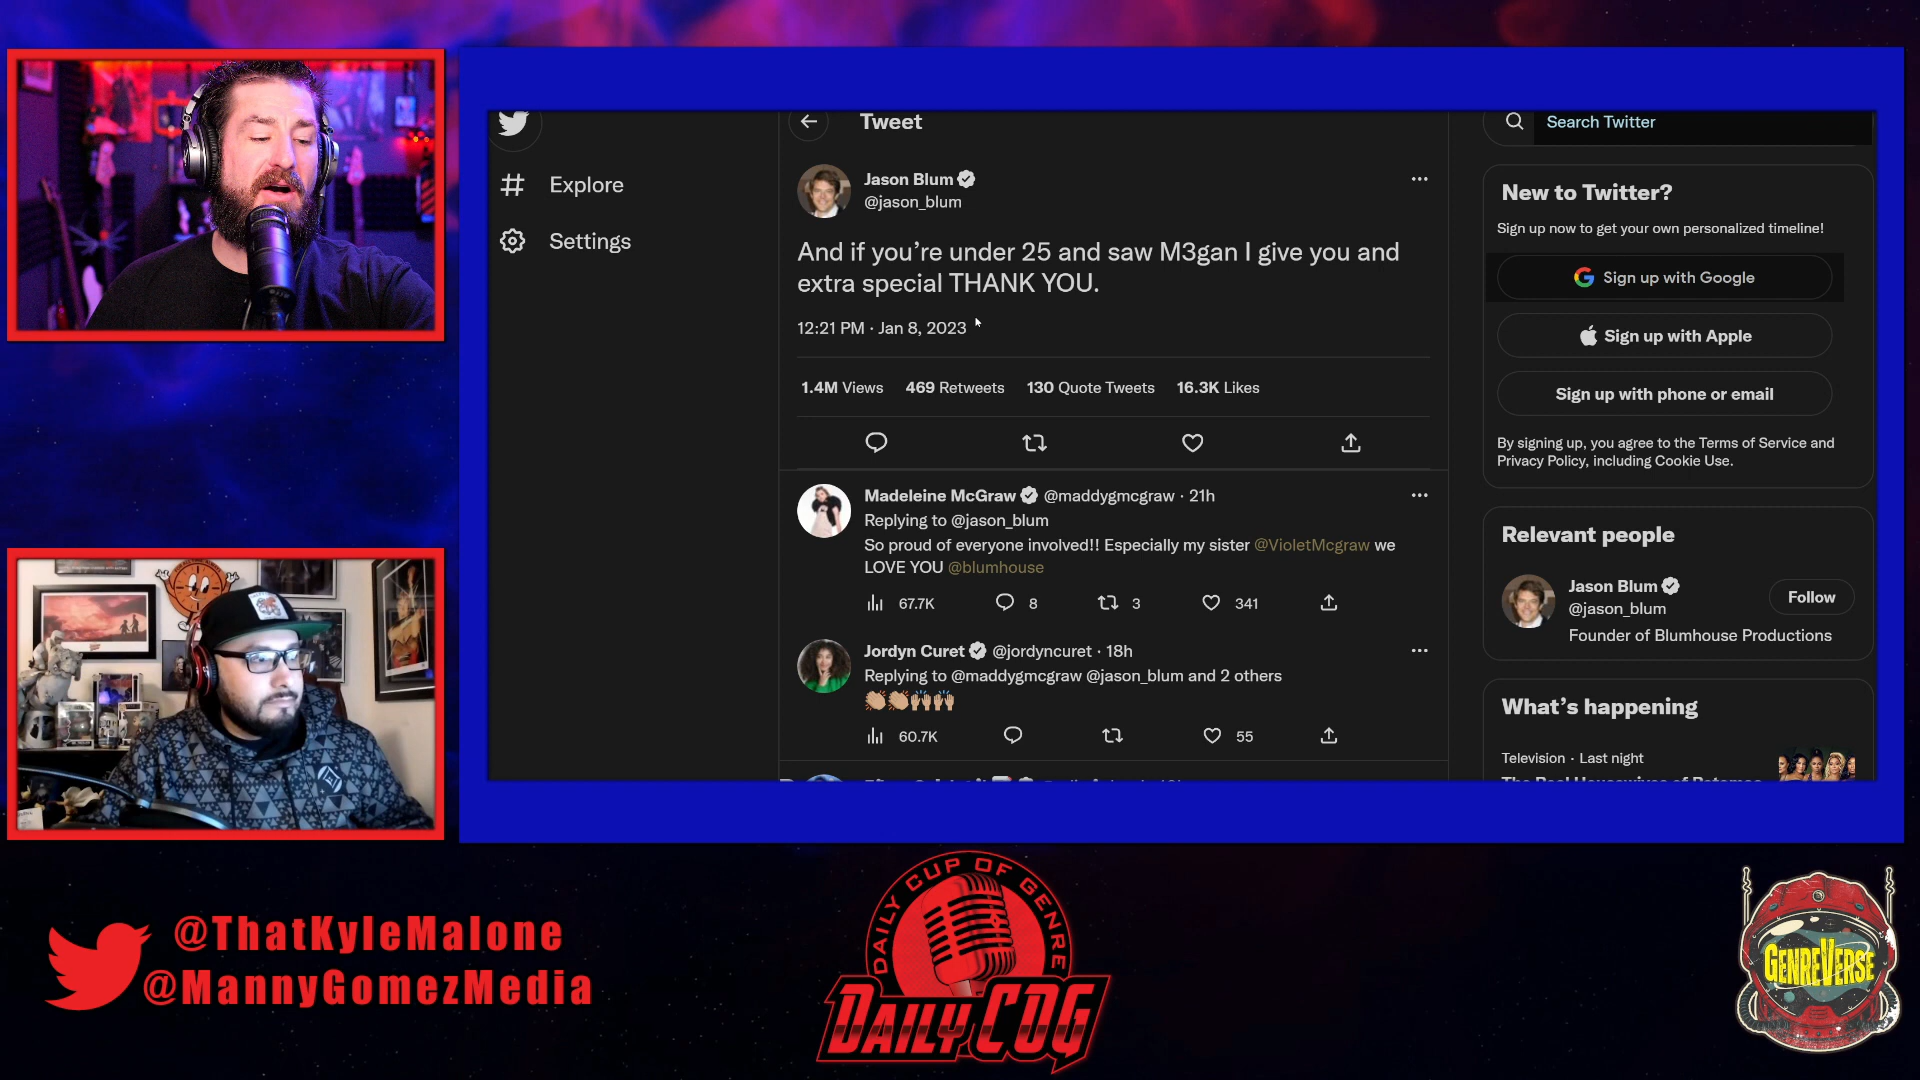 Explore
Settings
Tweet
Jason Blum
@jason_blum
And if you're under 25 and saw M3gan I give you and
extra special THANK YOU.
12:21 PM · Jan 8, 2023
1.4M Views 469 Retweets 130 Quote Tweets 16.3K Likes
Madeleine McGraw @maddygmcgraw · 21h
Replying to @jason_blum
So proud of everyone involved!! Especially my sister @VioletMcgraw we
LOVE YOU @blumhouse
67.7K 8 3 341
Jordyn Curet @jordyncuret · 18h
Replying to @maddygmcgraw @jason_blum and 2 others
👏🏼👏🏼🙌🏼🙌🏼
60.7K 55
Search Twitter
New to Twitter?
Sign up now to get your own personalized timeline!
Sign up with Google
Sign up with Apple
Sign up with phone or email
By signing up, you agree to the Terms of Service and
Privacy Policy, including Cookie Use.
Relevant people
Jason Blum
@jason_blum
Follow
Founder of Blumhouse Productions
What's happening
Television · Last night
@ThatKyleMalone
@MannyGomezMedia
DAILY CUP OF GENRE
DAILY COG
GENREVERSE